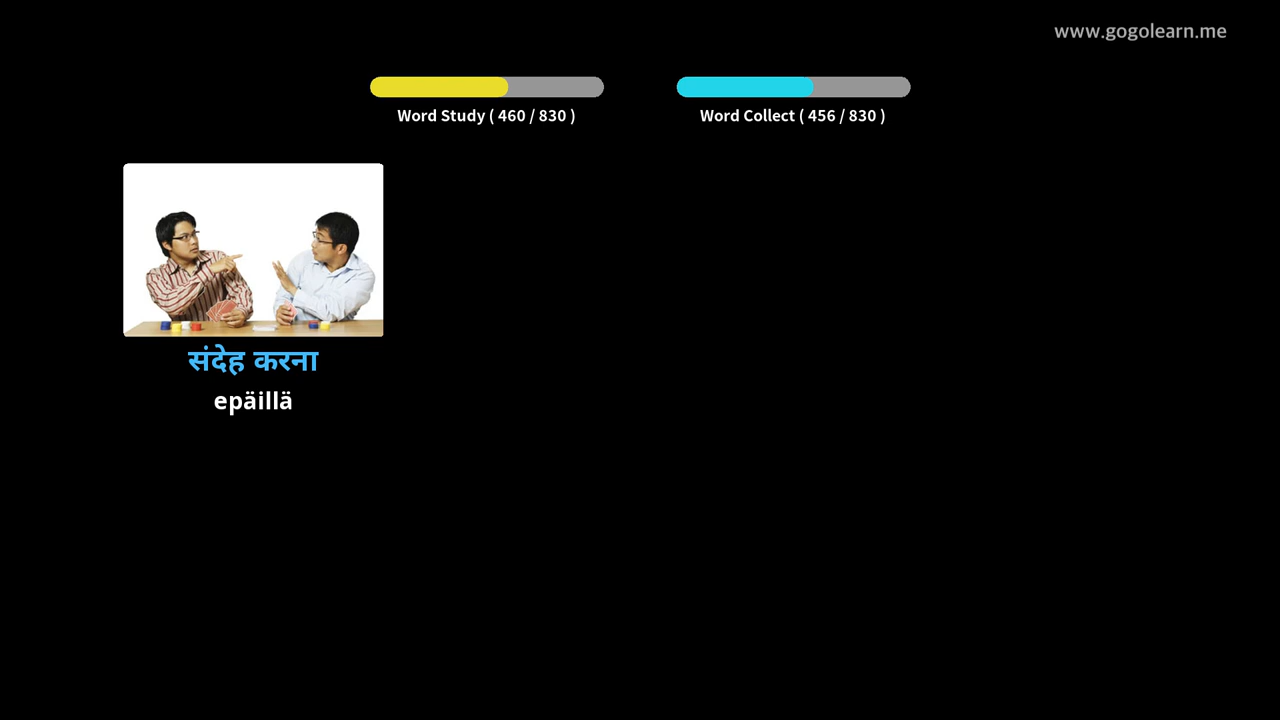 www.gogolearn.me
Word Study ( 460 / 830 )
Word Collect ( 456 / 830 )
संदेह करना
epäillä